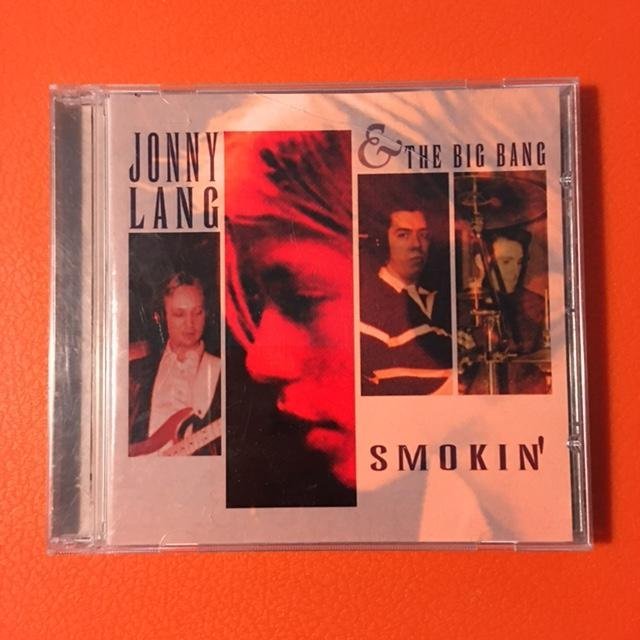 JONNY
LANG
& THE BIG BANG
SMOKIN'